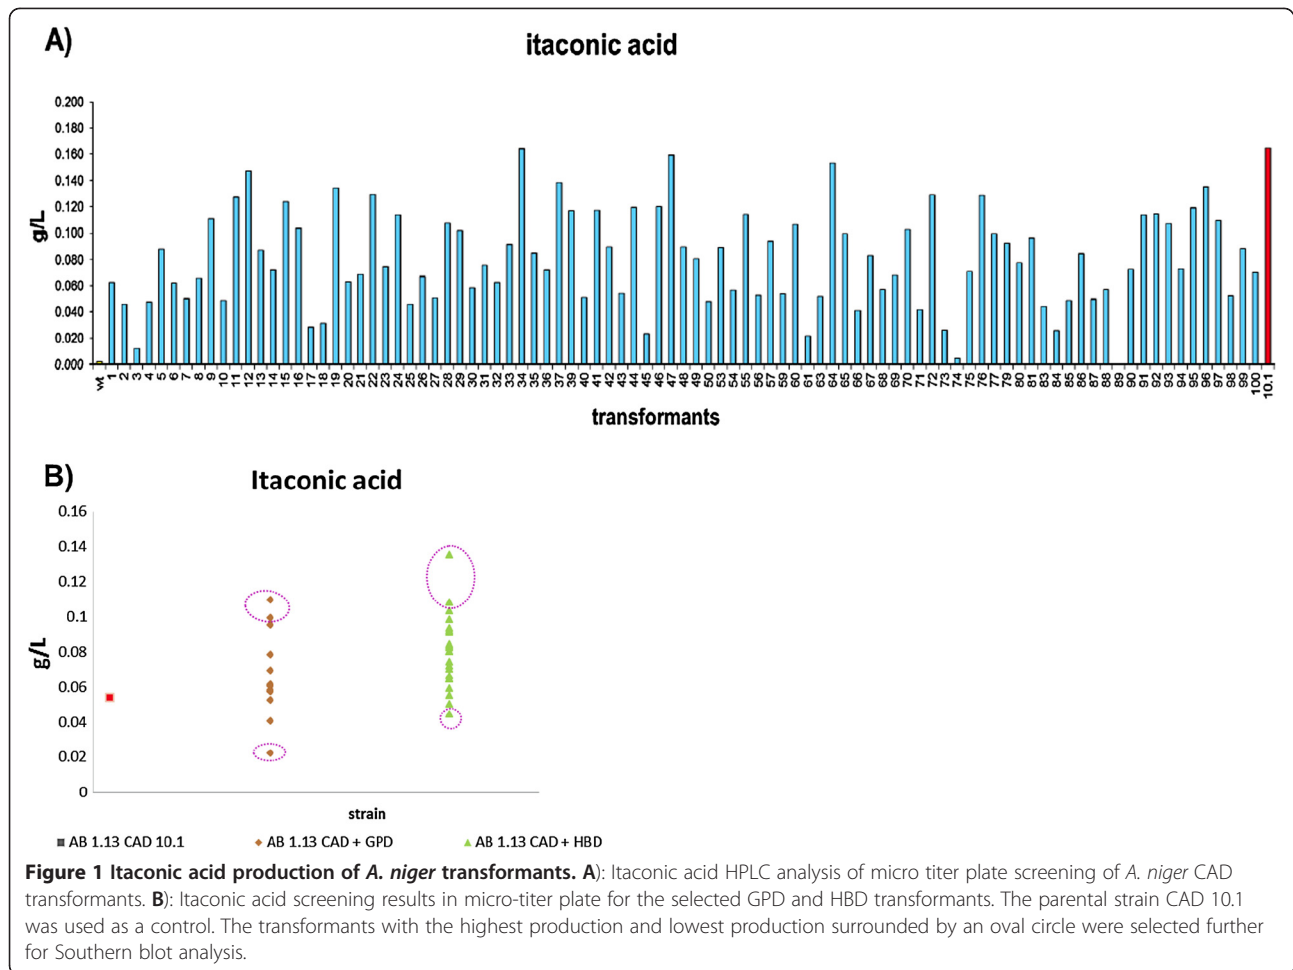 A)
itaconic acid
0.200
0.180
0.160
0.140
0.120
0.100
0.080
0.060
0.040
0.020
0.000
g/L
wt 1 2 3 4 5 6 7 8 9 10 11 12 13 14 15 16 17 18 19 20 21 22 23 24 25 26 27 28 29 30 31 32 33 34 35 36 37 39 40 41 42 43 44 45 46 47 48 49 50 53 54 55 56 57 59 60 61 63 64 65 66 67 68 69 70 71 72 73 74 75 76 77 79 80 81 83 84 85 86 87 88 89 90 91 92 93 94 95 96 97 98 99 100 10.1
transformants
B)
Itaconic acid
0.16
0.14
0.12
0.1
0.08
0.06
0.04
0.02
0
g/L
strain
AB 1.13 CAD 10.1 AB 1.13 CAD + GPD AB 1.13 CAD + HBD
Figure 1 Itaconic acid production of A. niger transformants. A): Itaconic acid HPLC analysis of micro titer plate screening of A. niger CAD
transformants. B): Itaconic acid screening results in micro-titer plate for the selected GPD and HBD transformants. The parental strain CAD 10.1
was used as a control. The transformants with the highest production and lowest production surrounded by an oval circle were selected further
for Southern blot analysis.